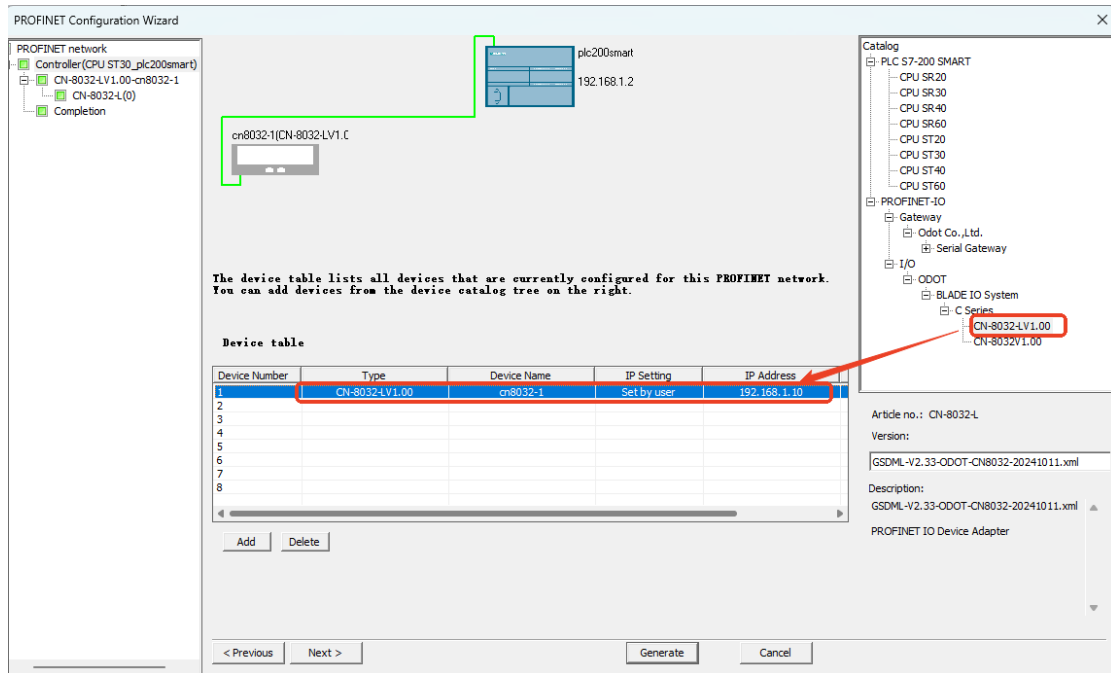 PROFINET Configuration Wizard
PROFINET network
Controller(CPU ST30_plc200smart)
CN-8032-LV1.00-cn8032-1
CN-8032-L(0)
Completion
plc200smart
192.168.1.2
cn8032-1(CN-8032-LV1.0
The device table lists all devices that are currently configured for this PROFINET network.
You can add devices from the device catalog tree on the right.
Device table
Device Number Type Device Name IP Setting IP Address
1 CN-8032-LV1.00 cn8032-1 Set by user 192.168.1.10
2
3
4
5
6
7
8
Add Delete
< Previous Next > Generate Cancel
Catalog
PLC S7-200 SMART
CPU SR20
CPU SR30
CPU SR40
CPU SR60
CPU ST20
CPU ST30
CPU ST40
CPU ST60
PROFINET-IO
Gateway
Odot Co.,Ltd.
Serial Gateway
I/O
ODOT
BLADE IO System
C Series
CN-8032-LV1.00
CN-8032V1.00
Article no.: CN-8032-L
Version:
GSDML-V2.33-ODOT-CN8032-20241011.xml
Description:
GSDML-V2.33-ODOT-CN8032-20241011.xml
PROFINET IO Device Adapter